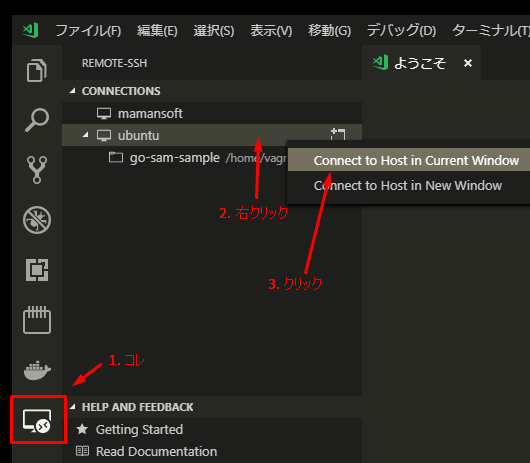 ファイル(F) 編集(E) 選択(S) 表示(V) 移動(G) デバッグ(D) ターミナル(T)
REMOTE-SSH
ようこそ
CONNECTIONS
mamansoft
ubuntu
go-sam-sample /home/vagr
Connect to Host in Current Window
Connect to Host in New Window
2. 右クリック
3. クリック
1. コレ
HELP AND FEEDBACK
Getting Started
Read Documentation